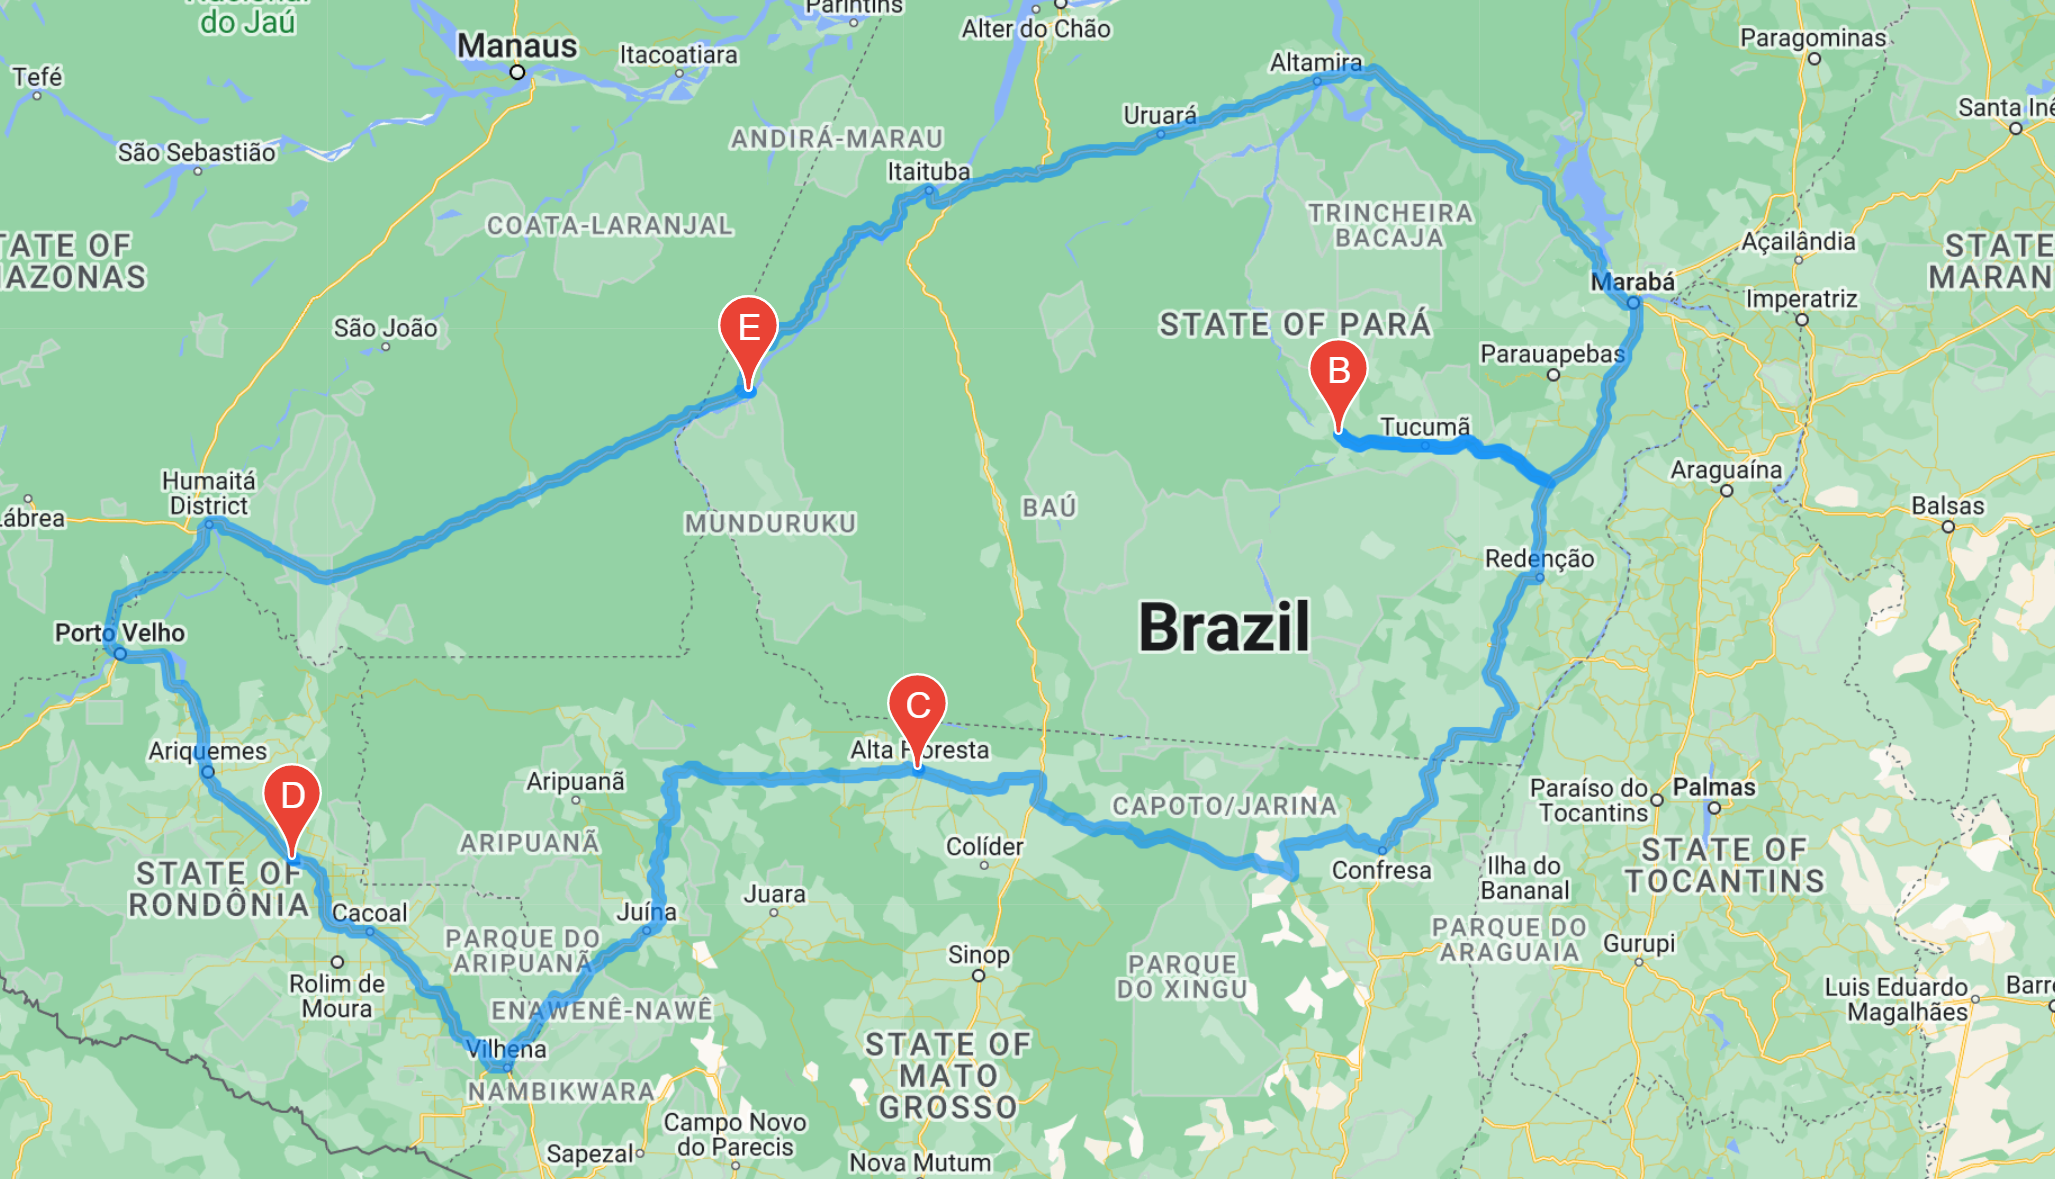 do Jaú
Parintins
Manaus
Itacoatiara
Alter do Chão
Altamira
Paragominas
Tefé
Uruará
Santa Inê
São Sebastião
ANDIRÁ-MARAU
Itaituba
COATA-LARANJAL
TRINCHEIRA
BACAJA
TATE OF
AZONAS
Açailândia
STATE
MARAN
Marabá
Imperatriz
São João
E
STATE OF PARÁ
Parauapebas
B
Tucumã
Humaitá
District
Araguaína
Lábrea
MUNDURUKU
BAÚ
Balsas
Redenção
Brazil
Porto Velho
C
Ariquemes
Alta Floresta
Aripuanã
D
CAPOTO/JARINA
Paraíso do
Tocantins
Palmas
ARIPUANÃ
Colíder
STATE OF
RONDÔNIA
Confresa
Ilha do
Bananal
STATE OF
TOCANTINS
Juara
Cacoal
Juína
PARQUE DO
ARIPUANÃ
PARQUE DO
ARAGUAIA
Gurupi
Sinop
Rolim de
Moura
PARQUE
DO XINGU
Luis Eduardo
Magalhães
Barre
ENAWENÊ-NAWÊ
Vilhena
STATE OF
MATO
GROSSO
NAMBIKWARA
Campo Novo
do Parecis
Sapezal
Nova Mutum